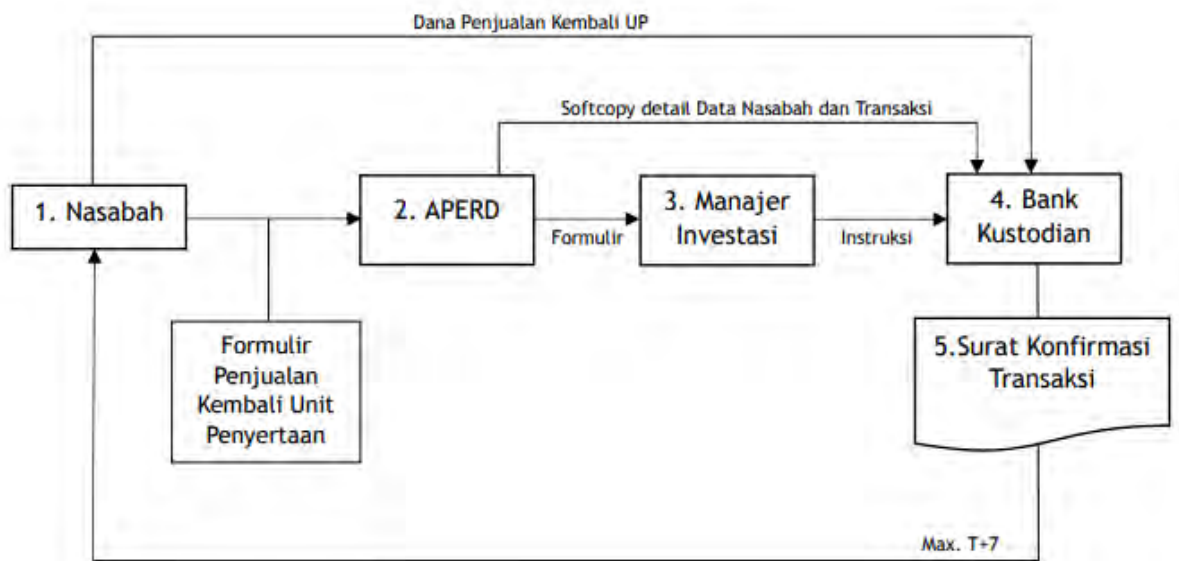 Dana Penjualan Kembali UP
Softcopy detail Data Nasabah dan Transaksi
1. Nasabah
2. APERD
Formulir
3. Manajer
Investasi
Instruksi
4. Bank
Kustodian
Formulir
Penjualan
Kembali Unit
Penyertaan
5.Surat Konfirmasi
Transaksi
Max. T+7